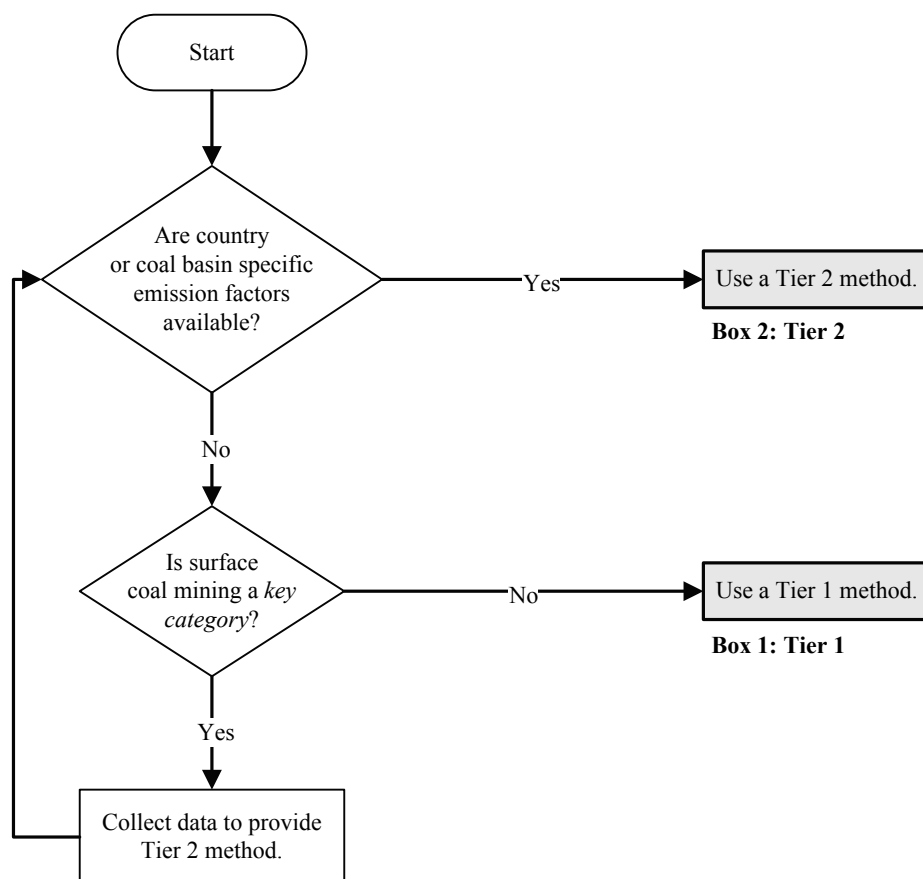 Start
Are country
or coal basin specific
emission factors
available?
Yes
Use a Tier 2 method.
Box 2: Tier 2
No
Is surface
coal mining a key
category?
No
Use a Tier 1 method.
Box 1: Tier 1
Yes
Collect data to provide
Tier 2 method.